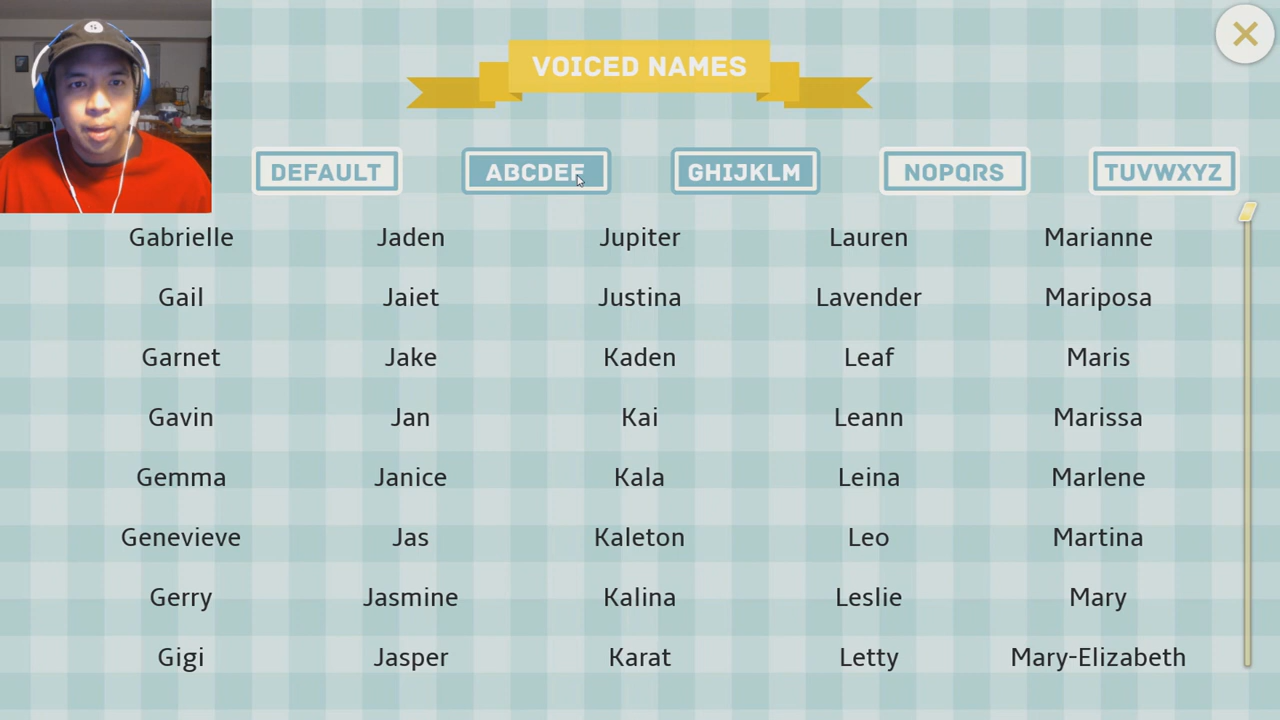 VOICED NAMES
DEFAULT ABCDEF GHIJKLM NOPQRS TUVWXYZ
Gabrielle Jaden Jupiter Lauren Marianne
Gail Jaiet Justina Lavender Mariposa
Garnet Jake Kaden Leaf Maris
Gavin Jan Kai Leann Marissa
Gemma Janice Kala Leina Marlene
Genevieve Jas Kaleton Leo Martina
Gerry Jasmine Kalina Leslie Mary
Gigi Jasper Karat Letty Mary-Elizabeth